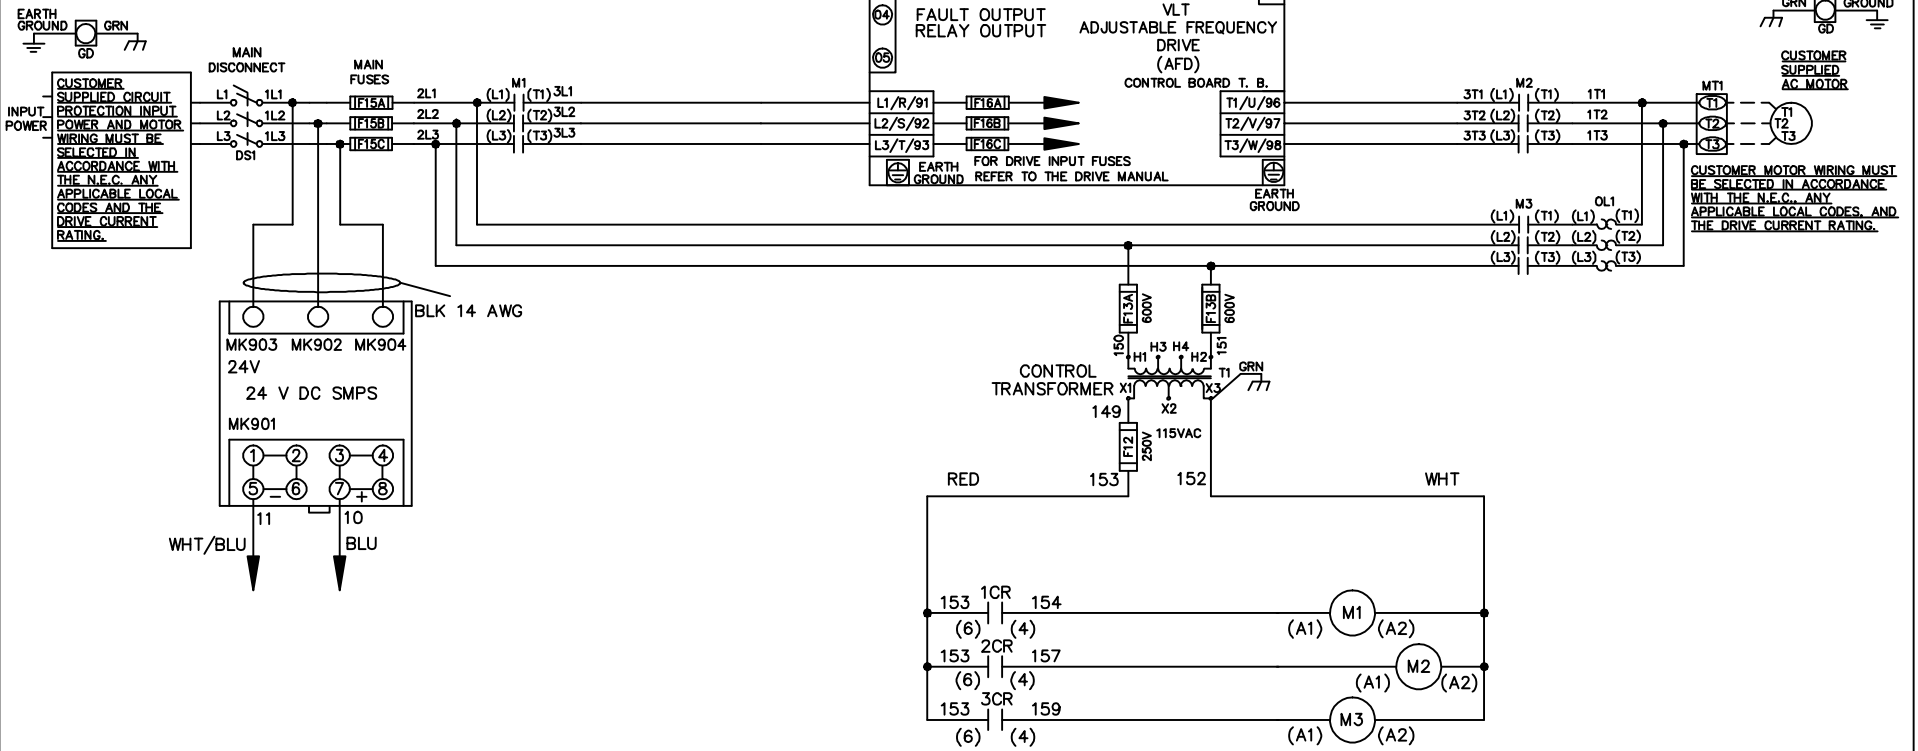 EARTH
GROUND
GRN
GD
MAIN
DISCONNECT
MAIN
FUSES
INPUT
POWER
CUSTOMER
SUPPLIED CIRCUIT
PROTECTION INPUT
POWER AND MOTOR
WIRING MUST BE
SELECTED IN
ACCORDANCE WITH
THE N.E.C. ANY
APPLICABLE LOCAL
CODES AND THE
DRIVE CURRENT
RATING.
L1 1L1 F15A 2L1 (L1) M1 (T1) 3L1
L2 1L2 F15B 2L2 (L2) (T2) 3L2
L3 1L3 F15C 2L3 (L3) (T3) 3L3
DS1
04
05
FAULT OUTPUT
RELAY OUTPUT
VLT
ADJUSTABLE FREQUENCY
DRIVE
(AFD)
CONTROL BOARD T. B.
L1/R/91 F16A T1/U/96
L2/S/92 F16B T2/V/97
L3/T/93 F16C T3/W/98
EARTH
GROUND
FOR DRIVE INPUT FUSES
REFER TO THE DRIVE MANUAL
EARTH
GROUND
GRN
GROUND
GD
CUSTOMER
SUPPLIED
AC MOTOR
M2
MT1
3T1 (L1) (T1) 1T1 T1 T1
3T2 (L2) (T2) 1T2 T2 T2
3T3 (L3) (T3) 1T3 T3 T3
CUSTOMER MOTOR WIRING MUST
BE SELECTED IN ACCORDANCE
WITH THE N.E.C., ANY
APPLICABLE LOCAL CODES, AND
THE DRIVE CURRENT RATING.
M3 OL1
(L1) (T1) (L1) (T1)
(L2) (T2) (L2) (T2)
(L3) (T3) (L3) (T3)
BLK 14 AWG
MK903 MK902 MK904
24V
24 V DC SMPS
MK901
1 2 3 4
5 6 7 8
- +
11 10
WHT/BLU BLU
F13A
600V
F13B
600V
150
151
H1 H3 H4 H2
CONTROL
TRANSFORMER
T1
GRN
X1 X2 X3
149
115VAC
F12
250V
153 152
RED WHT
1CR
153 154
(6) (4)
M1
(A1) (A2)
2CR
153 157
(6) (4)
M2
(A1) (A2)
3CR
153 159
(6) (4)
M3
(A1) (A2)